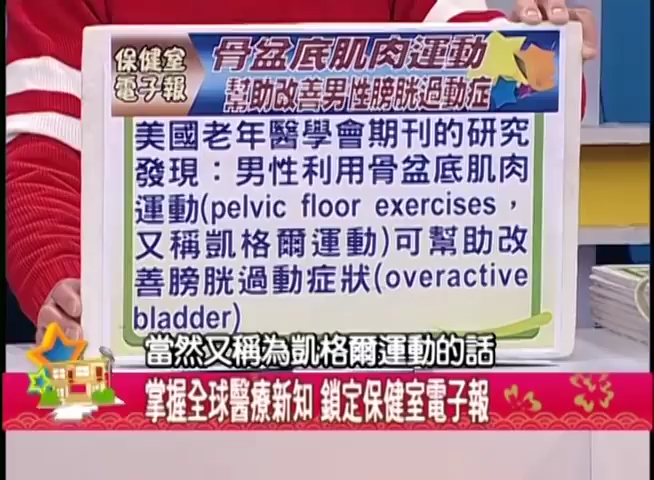 保健室
電子報
骨盆底肌肉運動
幫助改善男性膀胱過動症
美國老年醫學會期刊的研究
發現：男性利用骨盆底肌肉
運動(pelvic floor exercises，
又稱凱格爾運動)可幫助改
善膀胱過動症狀(overactive
bladder)
當然又稱為凱格爾運動的話
掌握全球醫療新知 鎖定保健室電子報